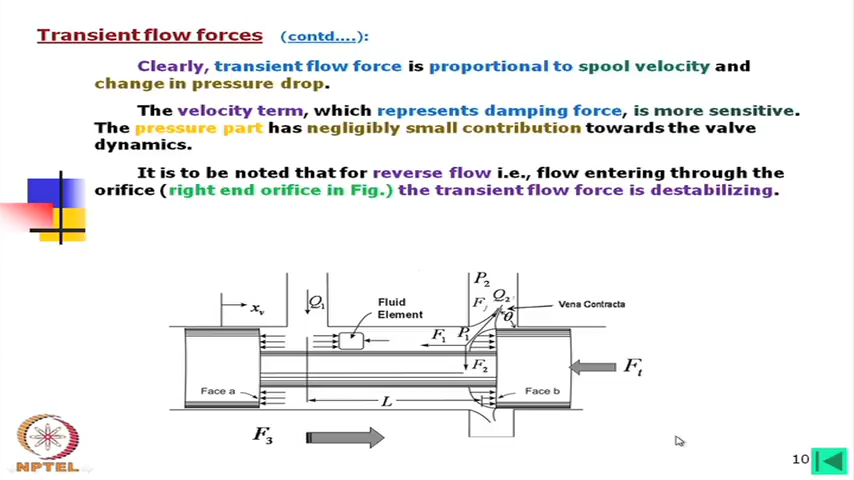 Transient flow forces (contd….):
Clearly, transient flow force is proportional to spool velocity and
change in pressure drop.
The velocity term, which represents damping force, is more sensitive.
The pressure part has negligibly small contribution towards the valve
dynamics.
It is to be noted that for reverse flow i.e., flow entering through the
orifice (right end orifice in Fig.) the transient flow force is destabilizing.
P2
Q1
Q2
xv
Fluid
Element
Fj
Vena Contracta
θ
F1
P1
F2
Ft
Face a
Face b
L
F3
NPTEL
10